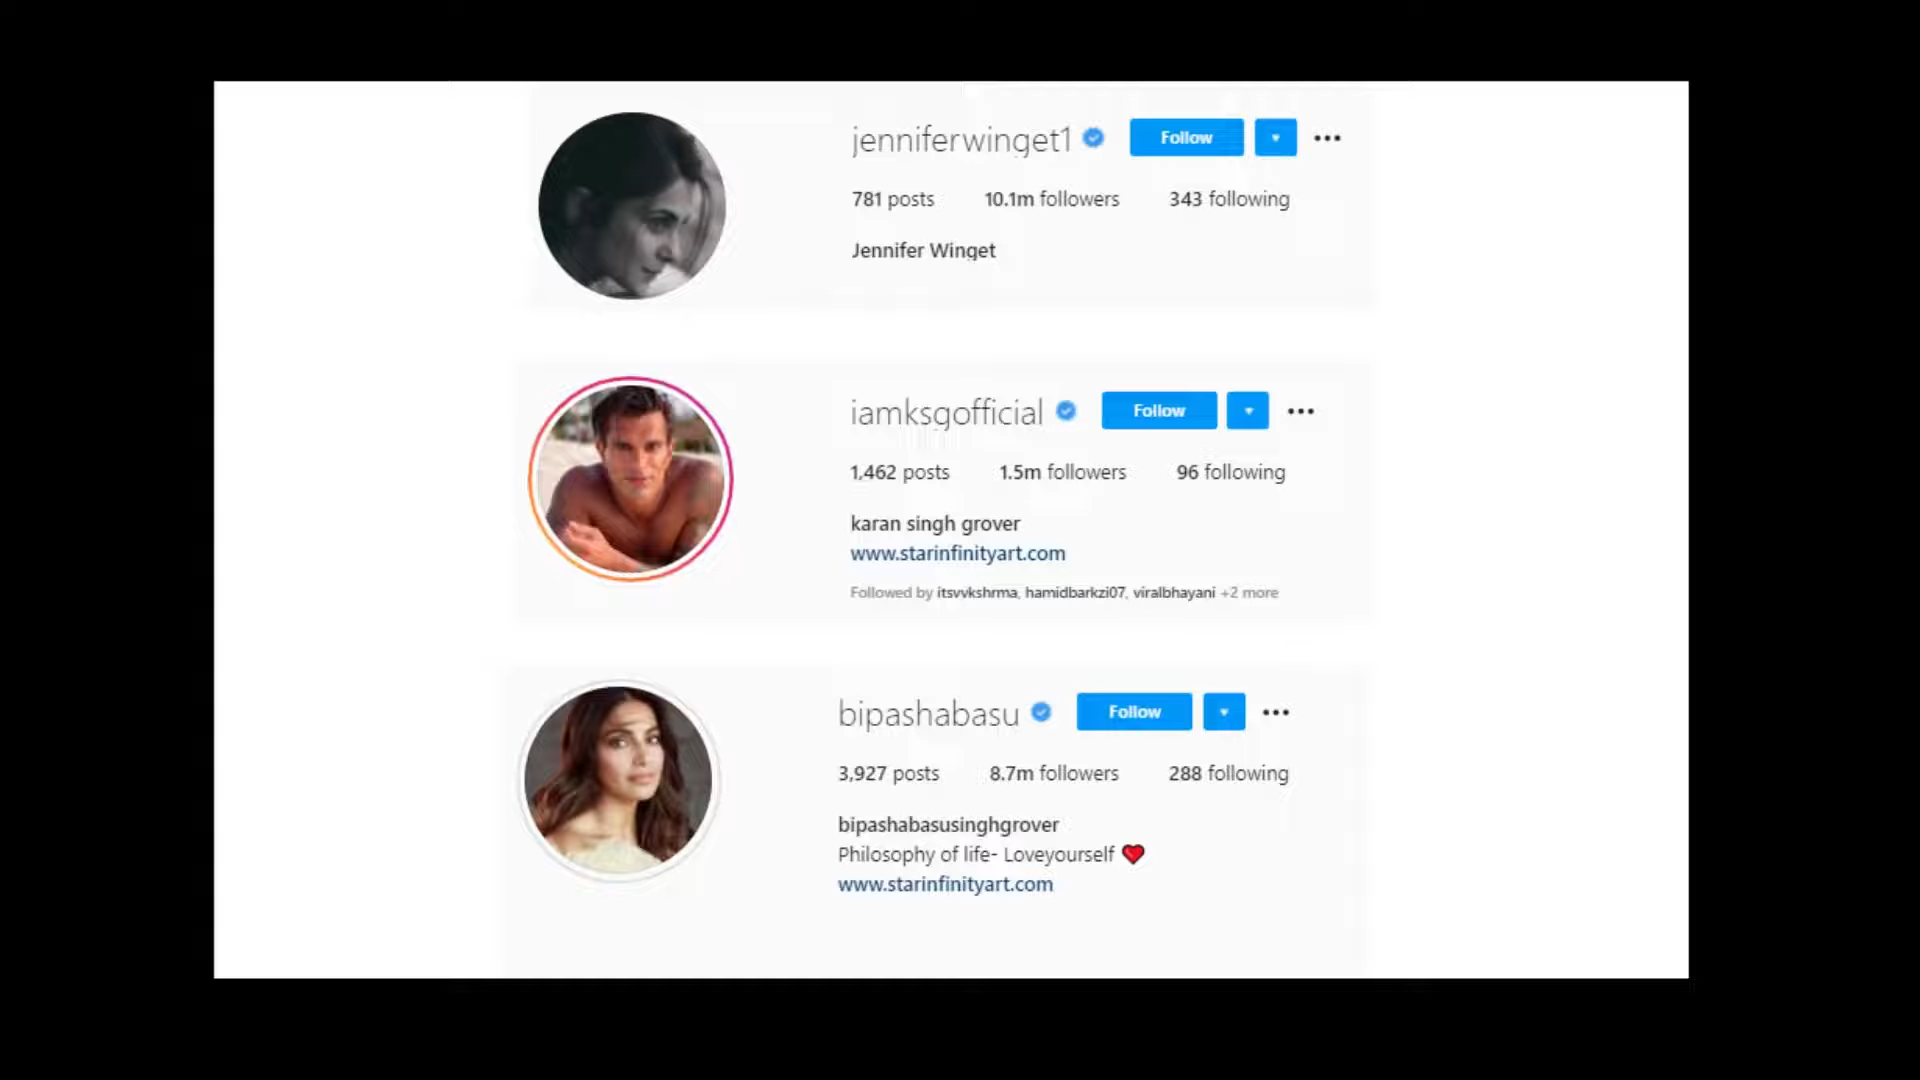 jenniferwinget1 Follow
781 posts 10.1m followers 343 following
Jennifer Winget
iamksgofficial Follow
1,462 posts 1.5m followers 96 following
karan singh grover
www.starinfinityart.com
Followed by itsvvkshrma, hamidbarkzi07, viralbhayani +2 more
bipashabasu Follow
3,927 posts 8.7m followers 288 following
bipashabasusinghgrover
Philosophy of life- Loveyourself ❤️
www.starinfinityart.com